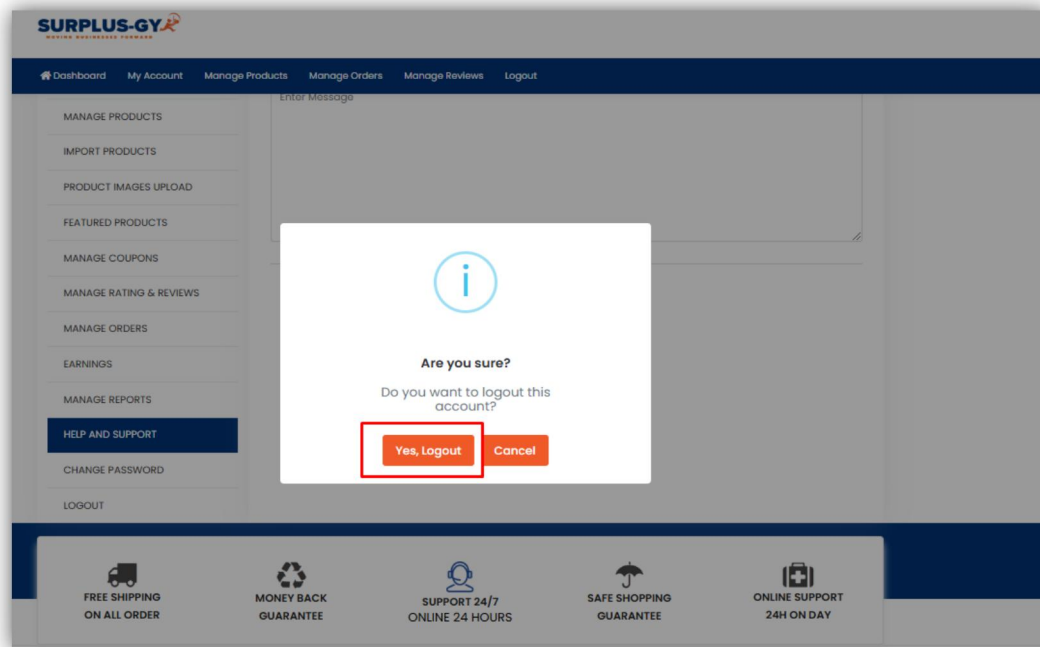 SURPLUS-GY
MOVING BUSINESSES FORWARD
Dashboard My Account Manage Products Manage Orders Manage Reviews Logout
Enter Message
MANAGE PRODUCTS
IMPORT PRODUCTS
PRODUCT IMAGES UPLOAD
FEATURED PRODUCTS
MANAGE COUPONS
MANAGE RATING & REVIEWS
MANAGE ORDERS
EARNINGS
MANAGE REPORTS
HELP AND SUPPORT
CHANGE PASSWORD
LOGOUT
i
Are you sure?
Do you want to logout this
account?
Yes, Logout Cancel
FREE SHIPPING
ON ALL ORDER
MONEY BACK
GUARANTEE
SUPPORT 24/7
ONLINE 24 HOURS
SAFE SHOPPING
GUARANTEE
ONLINE SUPPORT
24H ON DAY